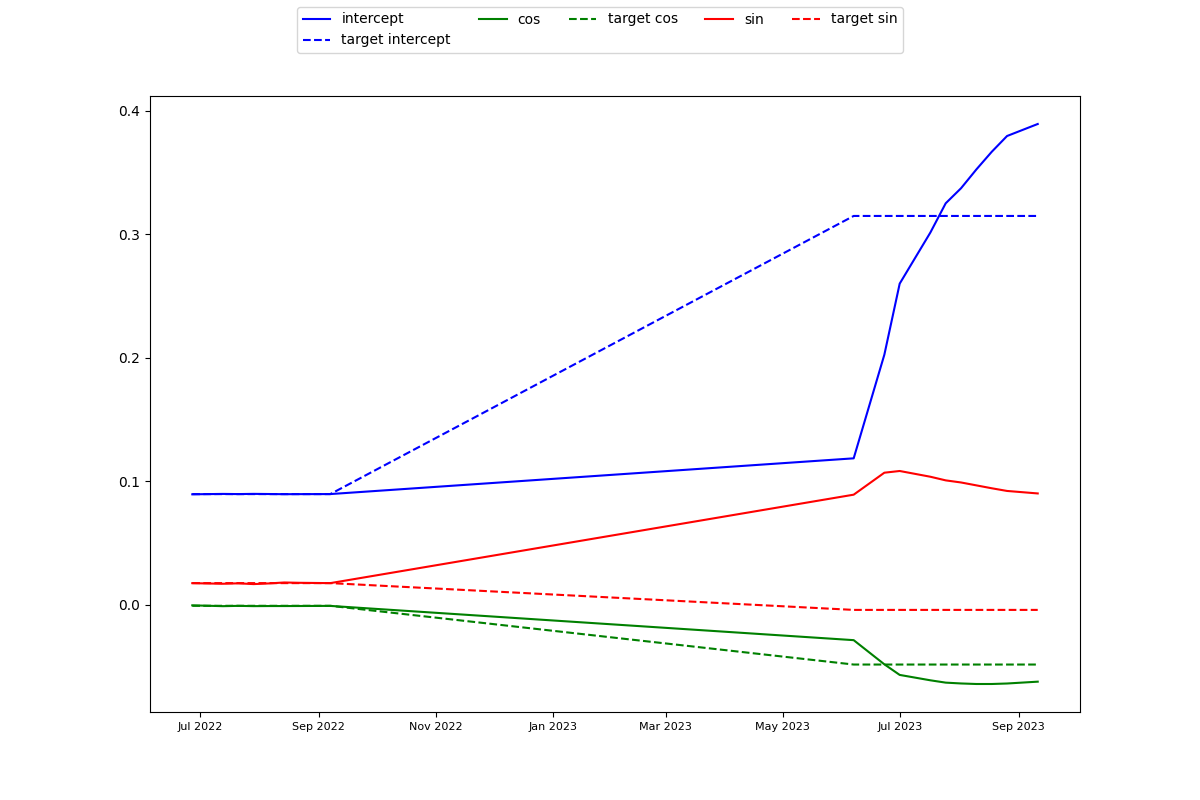 intercept cos target cos sin target sin
target intercept
0.4
0.3
0.2
0.1
0.0
Jul 2022 Sep 2022 Nov 2022 Jan 2023 Mar 2023 May 2023 Jul 2023 Sep 2023